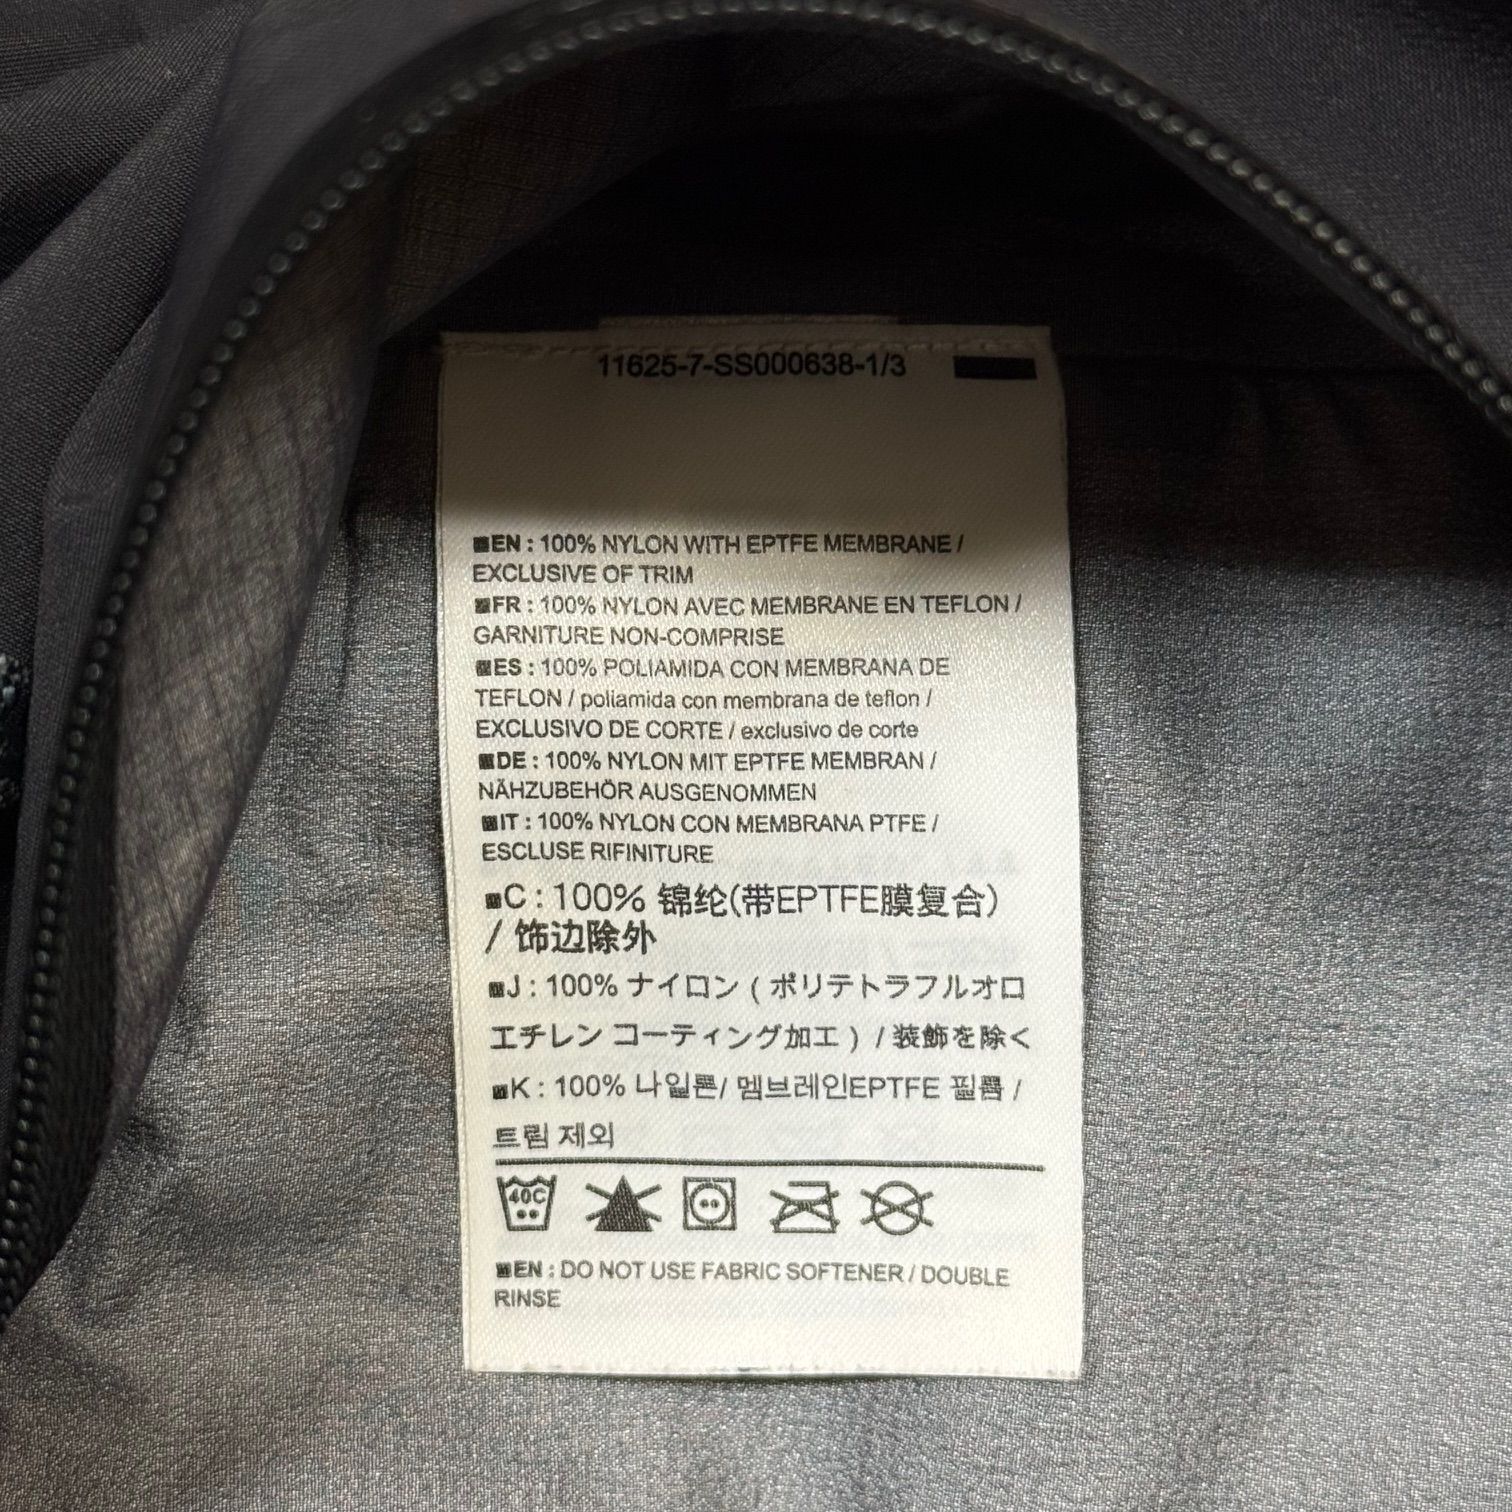 11625-7-SS000638-1/3
EN : 100% NYLON WITH EPTFE MEMBRANE /
EXCLUSIVE OF TRIM
FR : 100% NYLON AVEC MEMBRANE EN TEFLON /
GARNITURE NON-COMPRISE
ES : 100% POLIAMIDA CON MEMBRANA DE
TEFLON / poliamida con membrana de teflon /
EXCLUSIVO DE CORTE / exclusivo de corte
DE : 100% NYLON MIT EPTFE MEMBRAN /
NÄHZUBEHÖR AUSGENOMMEN
IT : 100% NYLON CON MEMBRANA PTFE /
ESCLUSE RIFINITURE
C : 100% 锦纶(带EPTFE膜复合)
/ 饰边除外
J : 100% ナイロン ( ポリテトラフルオロ
エチレン コーティング加工 ) / 装飾を除く
K : 100% 나일론/ 멤브레인EPTFE 필름 /
트림 제외
40C
EN : DO NOT USE FABRIC SOFTENER / DOUBLE
RINSE